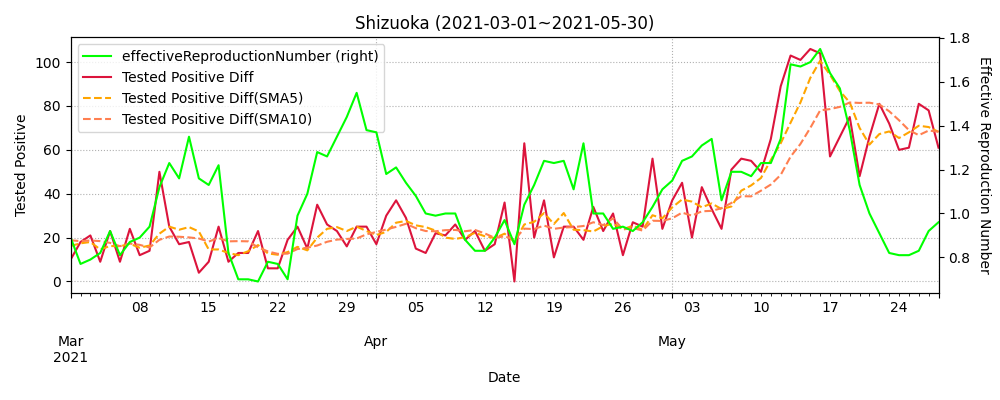 Shizuoka (2021-03-01~2021-05-30)
effectiveReproductionNumber (right)
Tested Positive Diff
Tested Positive Diff(SMA5)
Tested Positive Diff(SMA10)
Tested Positive
100
80
60
40
20
0
1.8
1.6
1.4
1.2
1.0
0.8
Effective Reproduction Number
08 15 22 29 05 12 19 26 03 10 17 24
Mar Apr May
2021
Date